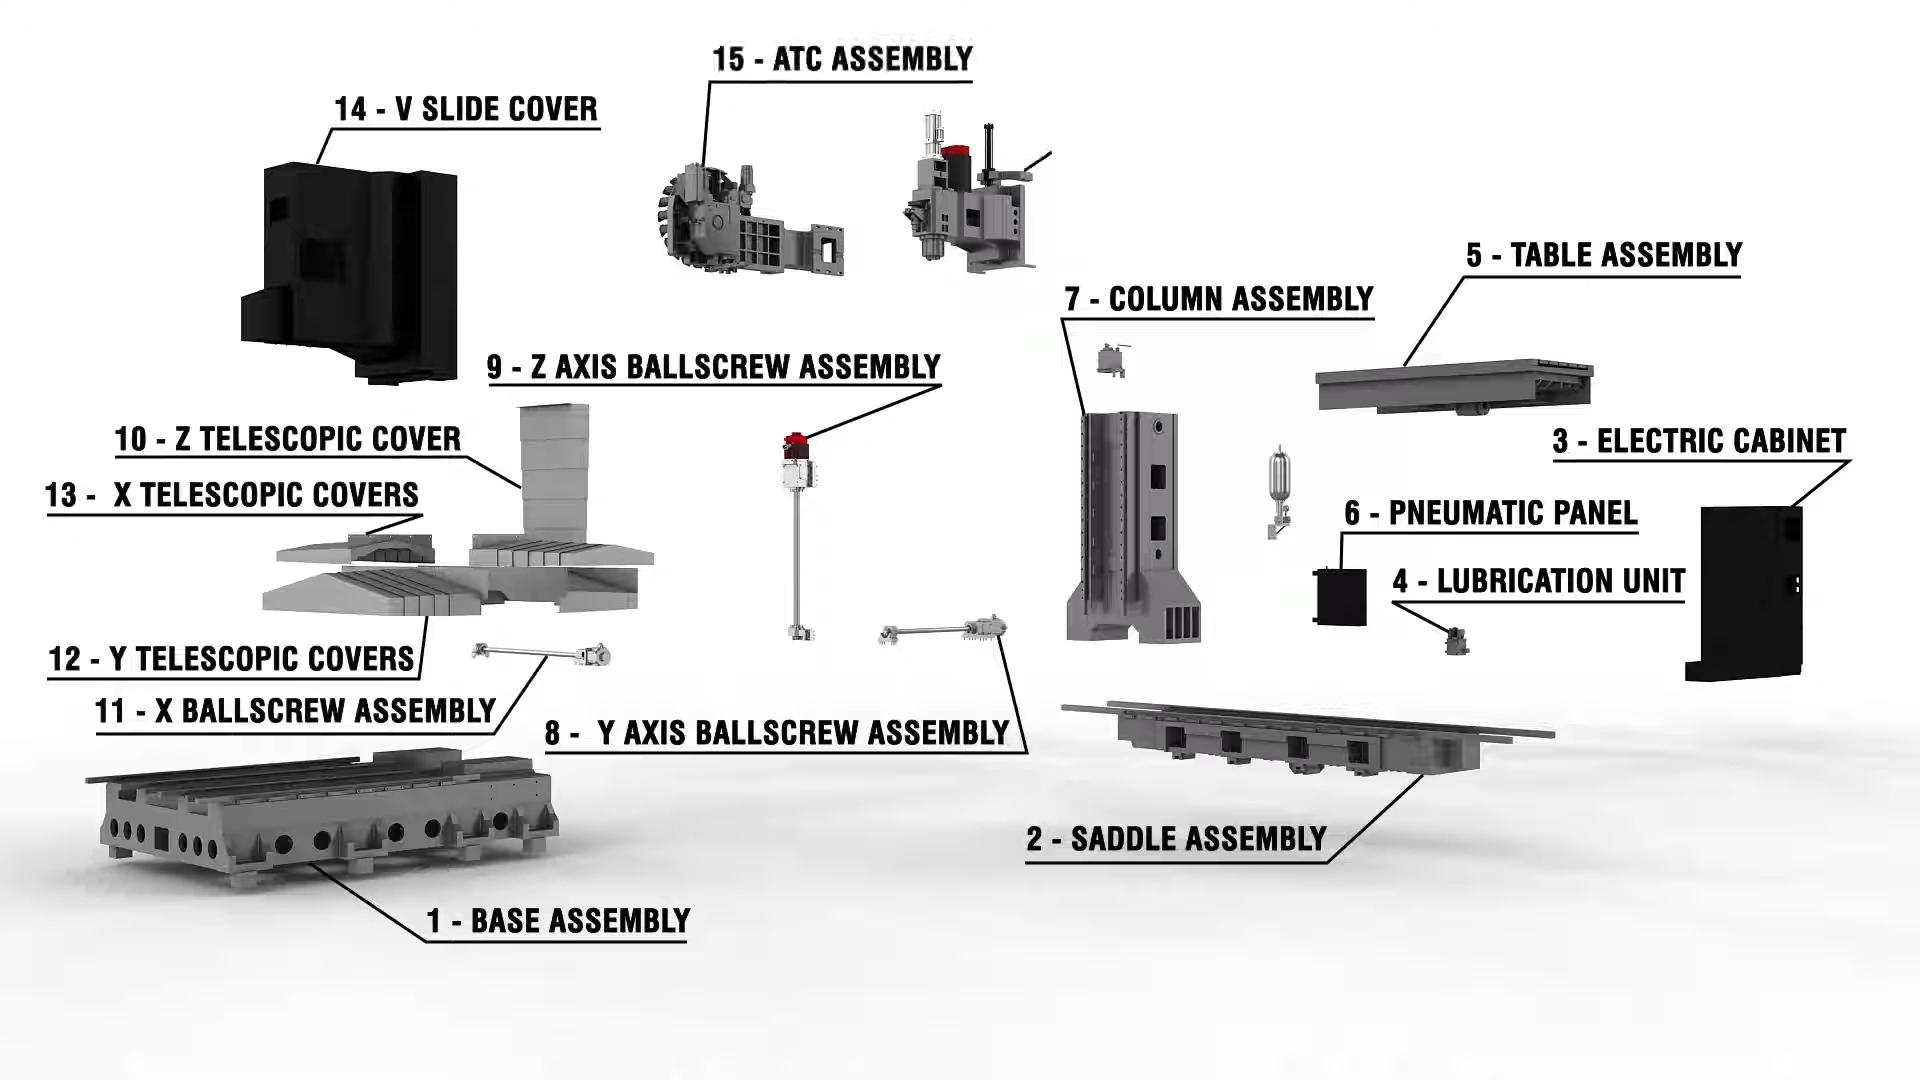 15 - ATC ASSEMBLY
14 - V SLIDE COVER
5 - TABLE ASSEMBLY
7 - COLUMN ASSEMBLY
9 - Z AXIS BALLSCREW ASSEMBLY
10 - Z TELESCOPIC COVER
3 - ELECTRIC CABINET
13 - X TELESCOPIC COVERS
6 - PNEUMATIC PANEL
4 - LUBRICATION UNIT
12 - Y TELESCOPIC COVERS
11 - X BALLSCREW ASSEMBLY
8 - Y AXIS BALLSCREW ASSEMBLY
2 - SADDLE ASSEMBLY
1 - BASE ASSEMBLY